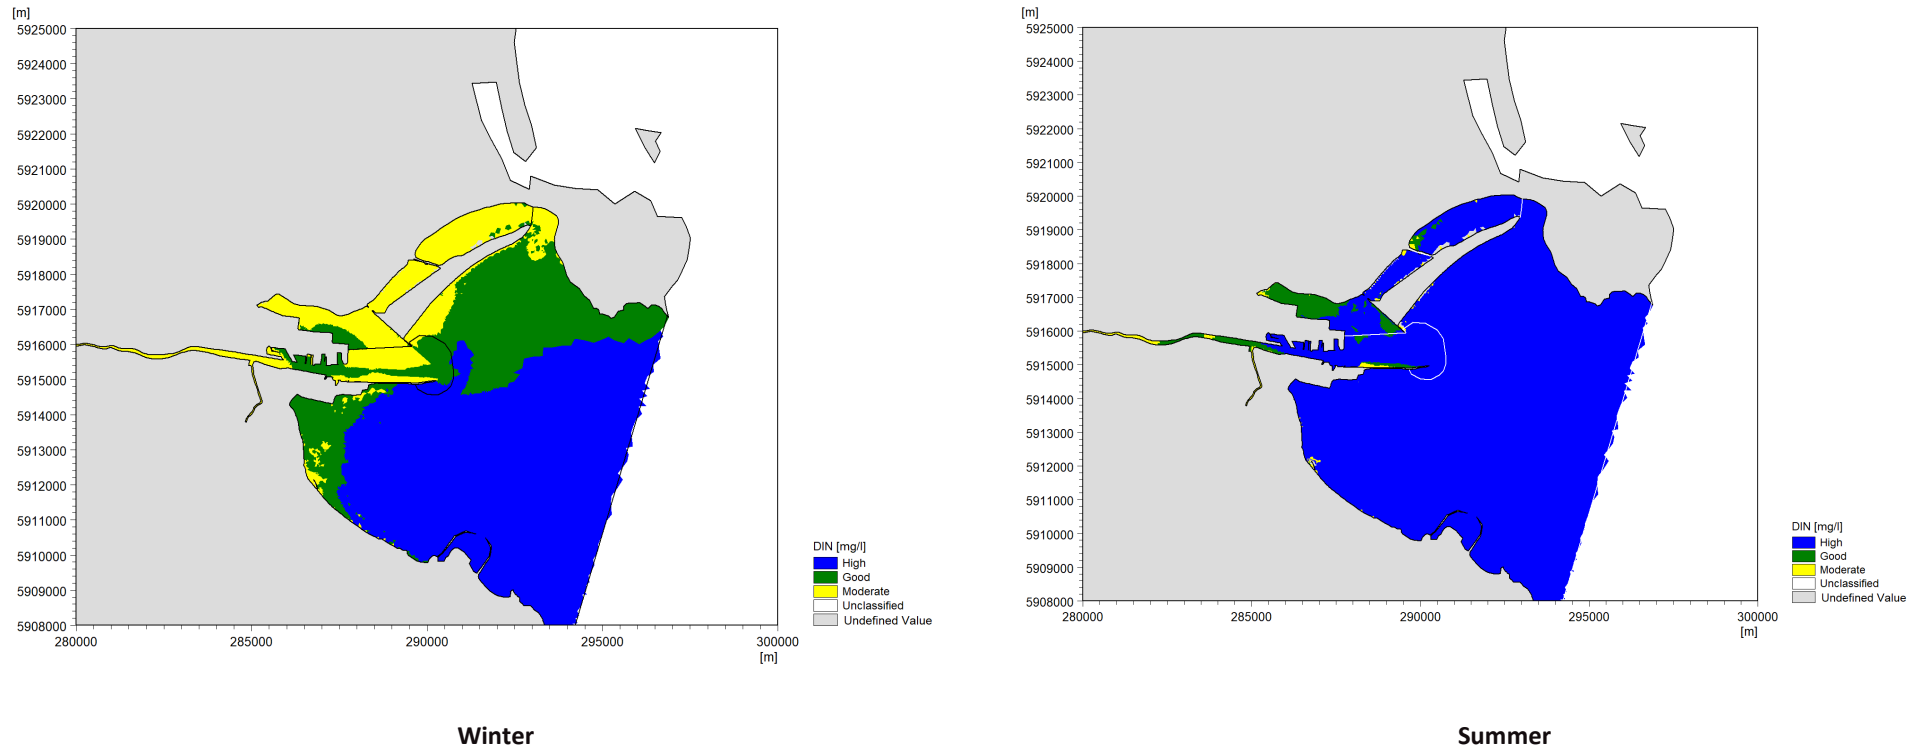 [m]
5925000
5924000
5923000
5922000
5921000
5920000
5919000
5918000
5917000
5916000
5915000
5914000
5913000
5912000
5911000
5910000
5909000
5908000
280000 285000 290000 295000 300000
[m]
DIN [mg/l]
High
Good
Moderate
Unclassified
Undefined Value
Winter
[m]
5925000
5924000
5923000
5922000
5921000
5920000
5919000
5918000
5917000
5916000
5915000
5914000
5913000
5912000
5911000
5910000
5909000
5908000
280000 285000 290000 295000 300000
[m]
DIN [mg/l]
High
Good
Moderate
Unclassified
Undefined Value
Summer